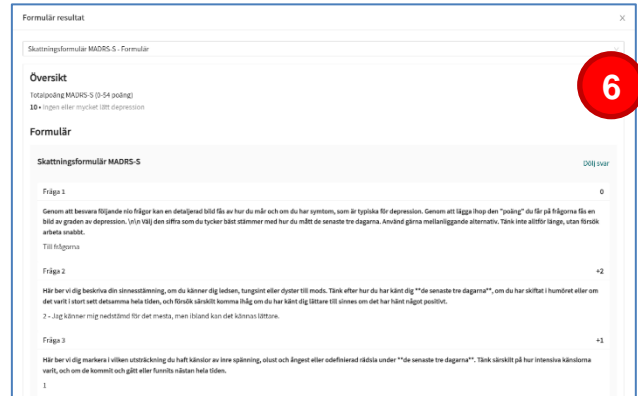 Formulär resultat
×
Skattningsformulär MADRS-S - Formulär
6
Översikt
Totalpoäng MADRS-S (0-54 poäng)
10 • Ingen eller mycket lätt depression
Formulär
Skattningsformulär MADRS-S
Dölj svar
Fråga 1
0
Genom att besvara följande nio frågor kan en detaljerad bild fås av hur du mår och om du har symtom, som är typiska för depression. Genom att lägga ihop den "poäng" du får på frågorna fås en
bild av graden av depression. \n\n Välj den siffra som du tycker bäst stämmer med hur du mått de senaste tre dagarna. Använd gärna mellanliggande alternativ. Tänk inte alltför länge, utan försök
arbeta snabbt.
Till frågorna
Fråga 2
+2
Här ber vi dig beskriva din sinnesstämning, om du känner dig ledsen, tungsint eller dyster till mods. Tänk efter hur du har känt dig **de senaste tre dagarna**, om du har skiftat i humöret eller om
det varit i stort sett detsamma hela tiden, och försök särskilt komma ihåg om du har känt dig lättare till sinnes om det har hänt något positivt.
2 - Jag känner mig nedstämd för det mesta, men ibland kan det kännas lättare.
Fråga 3
+1
Här ber vi dig markera i vilken utsträckning du haft känslor av inre spänning, olust och ångest eller odefinierad rädsla under **de senaste tre dagarna**. Tänk särskilt på hur intensiva känslorna
varit, och om de kommit och gått eller funnits nästan hela tiden.
1